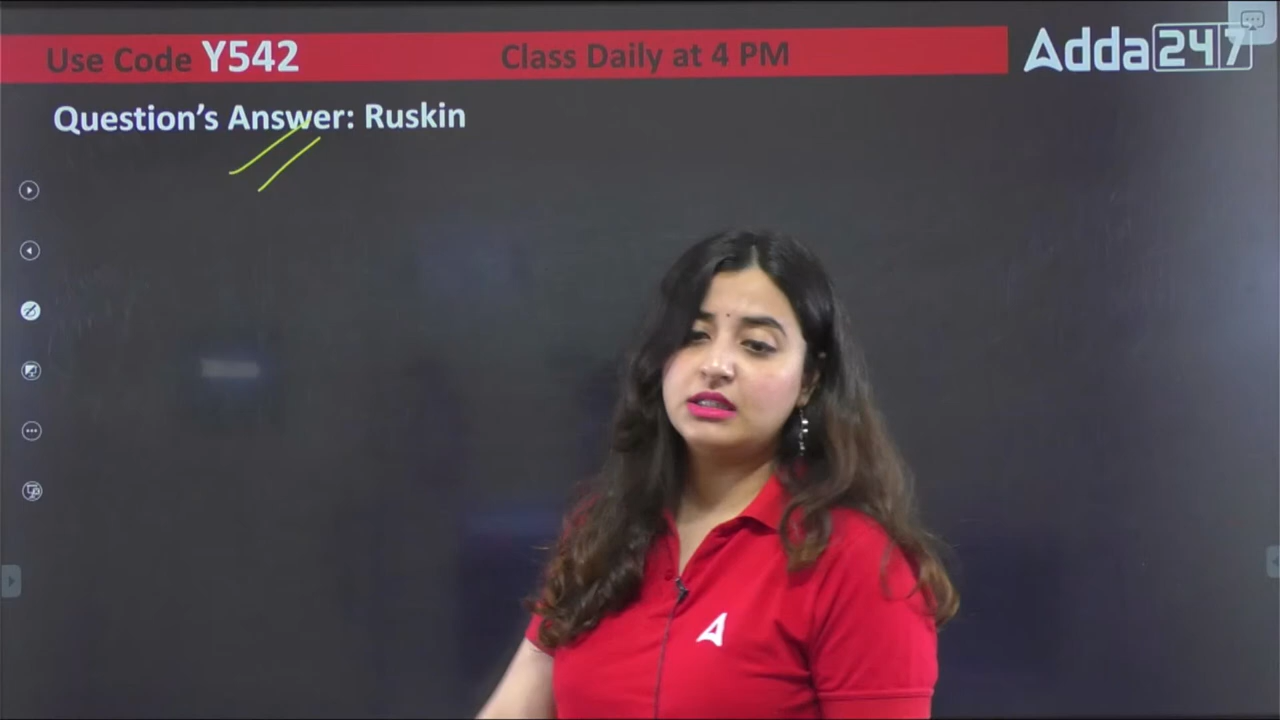 Use Code Y542 Class Daily at 4 PM Adda247
Question's Answer: Ruskin